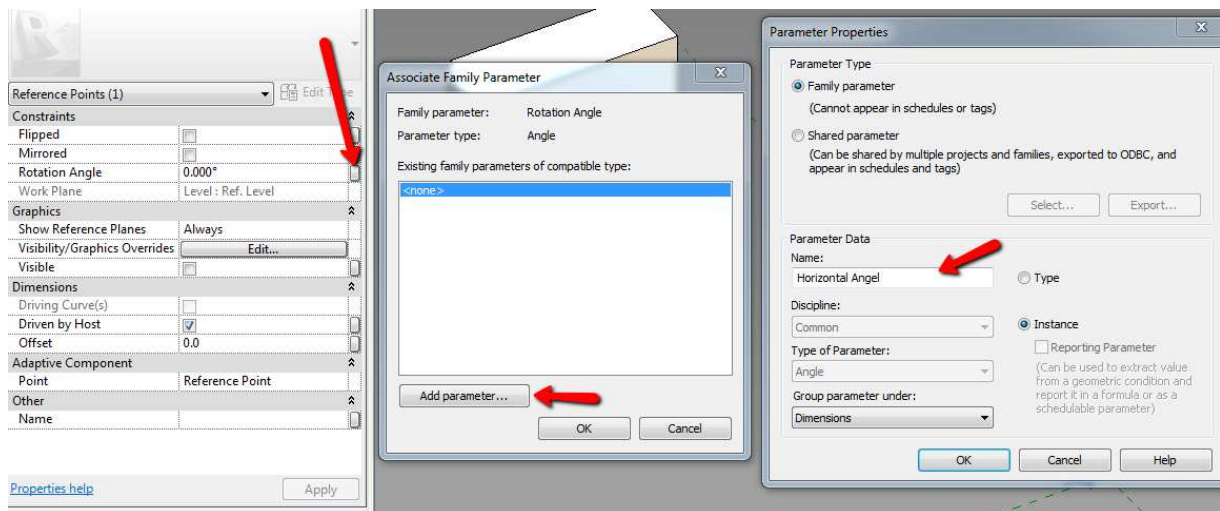 Reference Points (1)
Edit Type
Constraints
Flipped
Mirrored
Rotation Angle 0.000°
Work Plane Level : Ref. Level
Graphics
Show Reference Planes Always
Visibility/Graphics Overrides Edit...
Visible
Dimensions
Driving Curve(s)
Driven by Host
Offset 0.0
Adaptive Component
Point Reference Point
Other
Name
Properties help
Apply
Associate Family Parameter
Family parameter: Rotation Angle
Parameter type: Angle
Existing family parameters of compatible type:
<none>
Add parameter...
OK Cancel
Parameter Properties
Parameter Type
Family parameter
(Cannot appear in schedules or tags)
Shared parameter
(Can be shared by multiple projects and families, exported to ODBC, and
appear in schedules and tags)
Select... Export...
Parameter Data
Name:
Horizontal Angel
Type
Discipline:
Common
Instance
Type of Parameter:
Reporting Parameter
Angle
(Can be used to extract value
from a geometric condition and
report it in a formula or as a
schedulable parameter)
Group parameter under:
Dimensions
OK Cancel Help